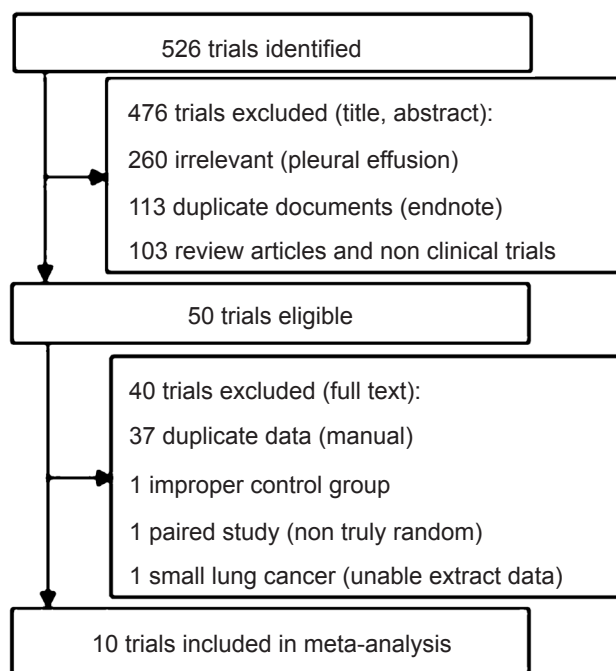 526 trials identified
476 trials excluded (title, abstract):
260 irrelevant (pleural effusion)
113 duplicate documents (endnote)
103 review articles and non clinical trials
50 trials eligible
40 trials excluded (full text):
37 duplicate data (manual)
1 improper control group
1 paired study (non truly random)
1 small lung cancer (unable extract data)
10 trials included in meta-analysis